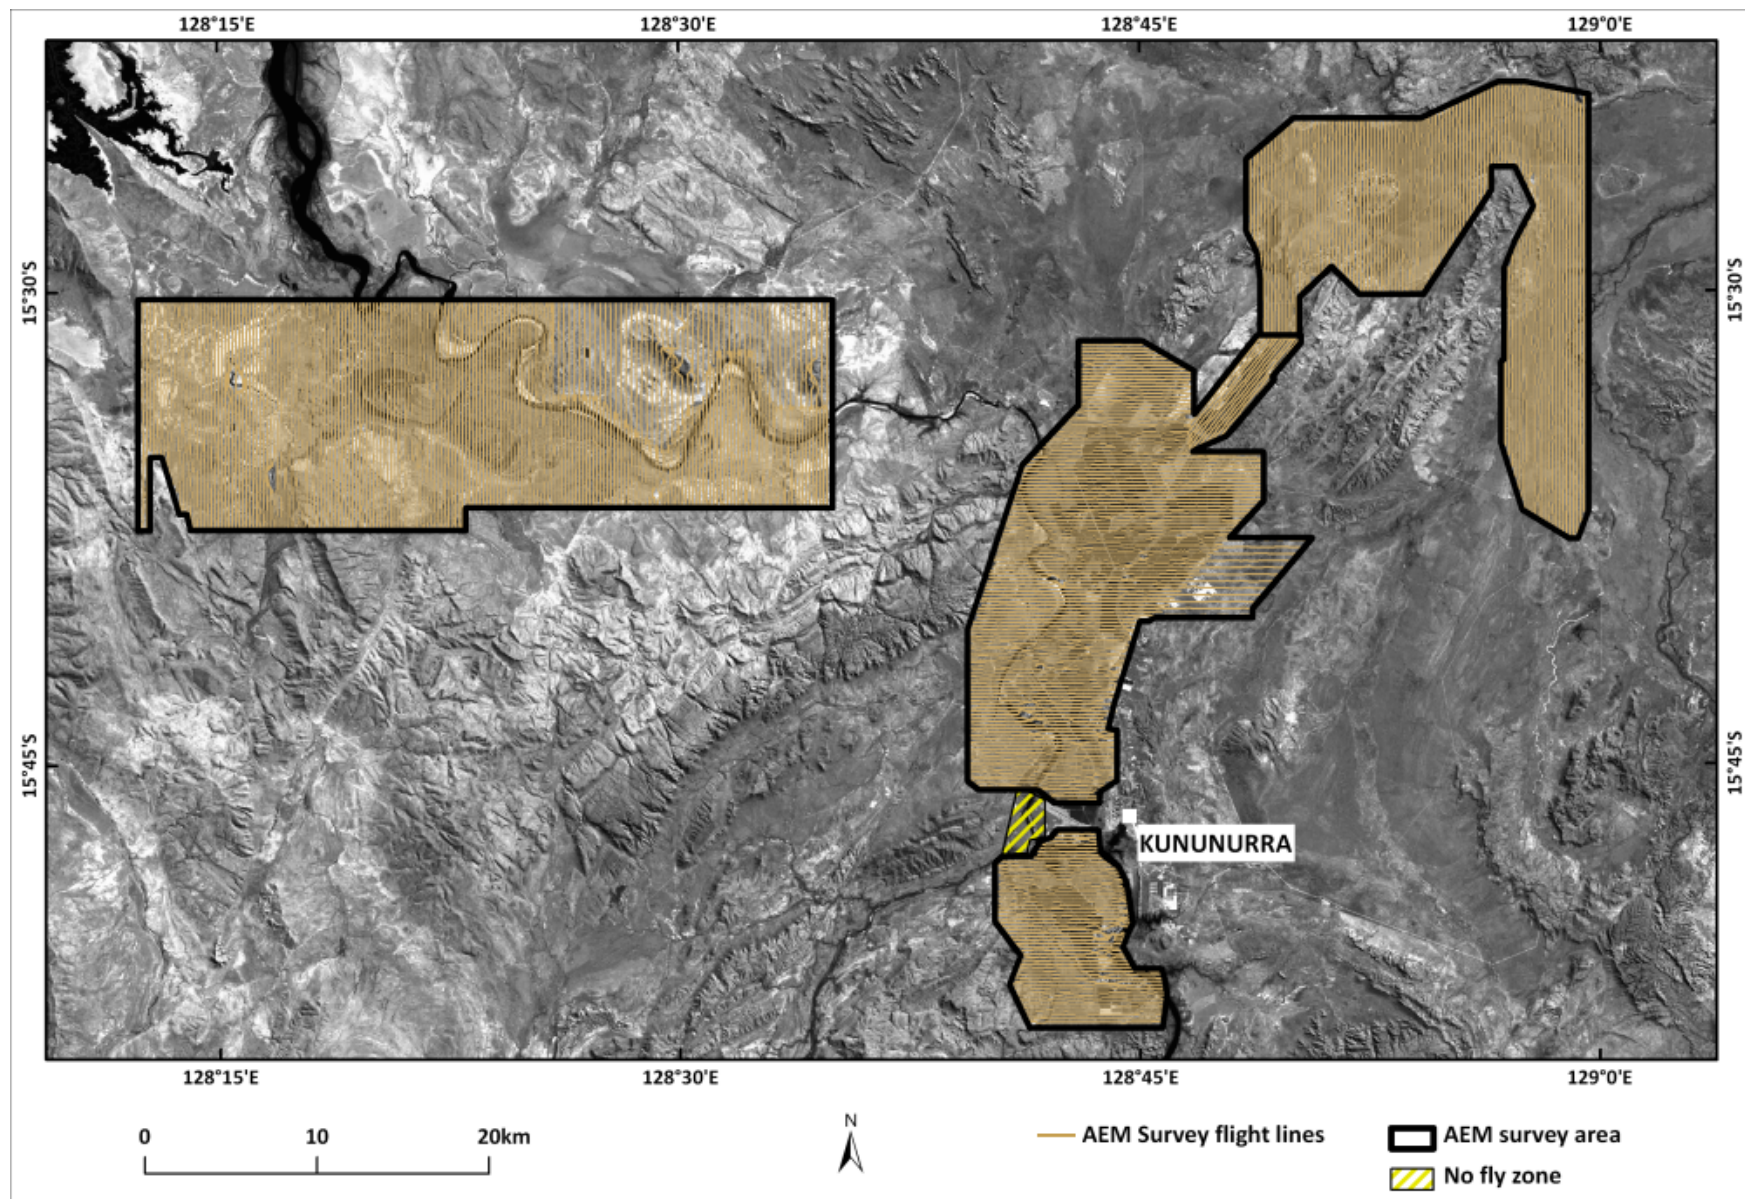 128°15'E 128°30'E 128°45'E 129°0'E
15°30'S 15°30'S
15°45'S 15°45'S
KUNUNURRA
128°15'E 128°30'E 128°45'E 129°0'E
0 10 20km
N
AEM Survey flight lines
AEM survey area
No fly zone